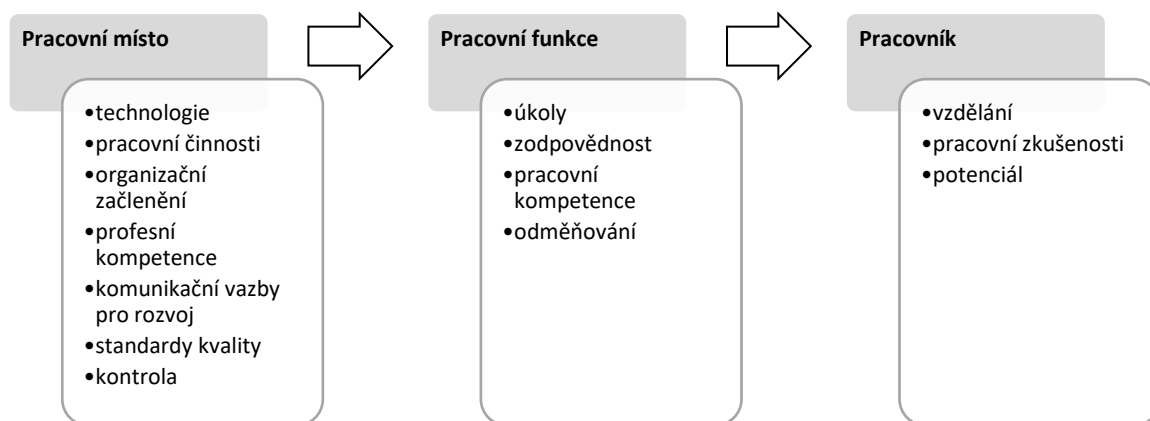 Pracovní místo
•technologie
•pracovní činnosti
•organizační
začlenění
•profesní
kompetence
•komunikační vazby
pro rozvoj
•standardy kvality
•kontrola
Pracovní funkce
•úkoly
•zodpovědnost
•pracovní
kompetence
•odměňování
Pracovník
•vzdělání
•pracovní zkušenosti
•potenciál